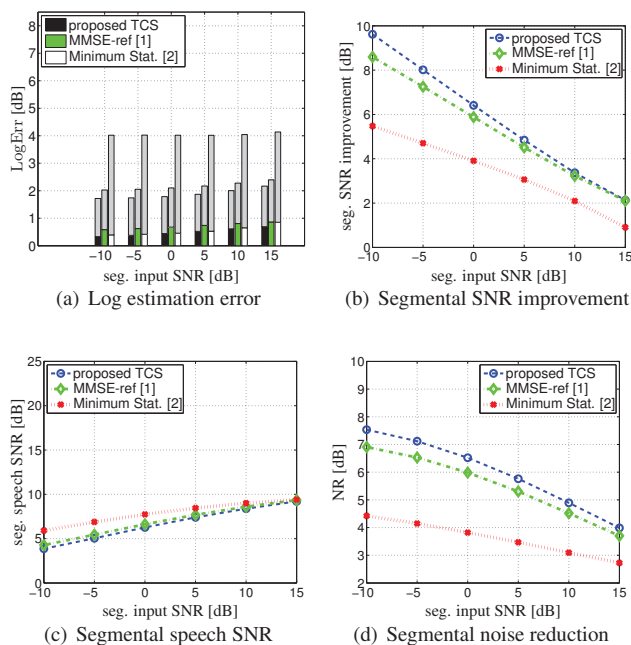 proposed TCS
MMSE-ref [1]
Minimum Stat. [2]
LogErr [dB]
8
7
6
5
4
3
2
1
0
−10 −5 0 5 10 15
seg. input SNR [dB]
(a) Log estimation error
proposed TCS
MMSE-ref [1]
Minimum Stat. [2]
seg. SNR improvement [dB]
10
8
6
4
2
0
−10 −5 0 5 10 15
seg. input SNR [dB]
(b) Segmental SNR improvement
proposed TCS
MMSE-ref [1]
Minimum Stat. [2]
seg. speech SNR [dB]
25
20
15
10
5
0
−10 −5 0 5 10 15
seg. input SNR [dB]
(c) Segmental speech SNR
proposed TCS
MMSE-ref [1]
Minimum Stat. [2]
NR [dB]
10
9
8
7
6
5
4
3
2
−10 −5 0 5 10 15
seg. input SNR [dB]
(d) Segmental noise reduction